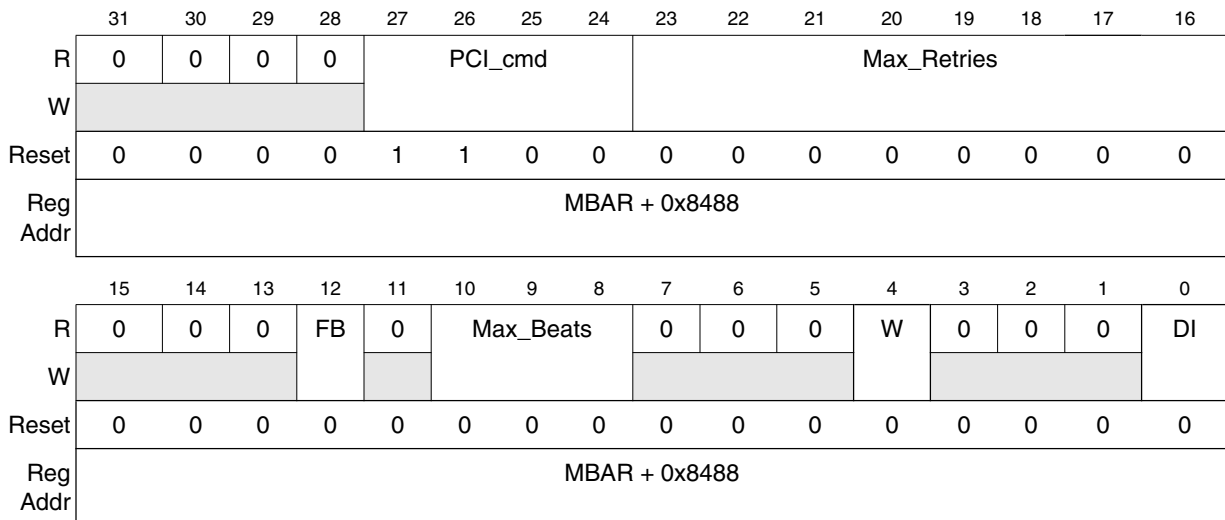 31 30 29 28 27 26 25 24 23 22 21 20 19 18 17 16
R 0 0 0 0 PCI_cmd Max_Retries
W
Reset 0 0 0 0 1 1 0 0 0 0 0 0 0 0 0 0
Reg MBAR + 0x8488
Addr
15 14 13 12 11 10 9 8 7 6 5 4 3 2 1 0
R 0 0 0 FB 0 Max_Beats 0 0 0 W 0 0 0 DI
W
Reset 0 0 0 0 0 0 0 0 0 0 0 0 0 0 0 0
Reg MBAR + 0x8488
Addr